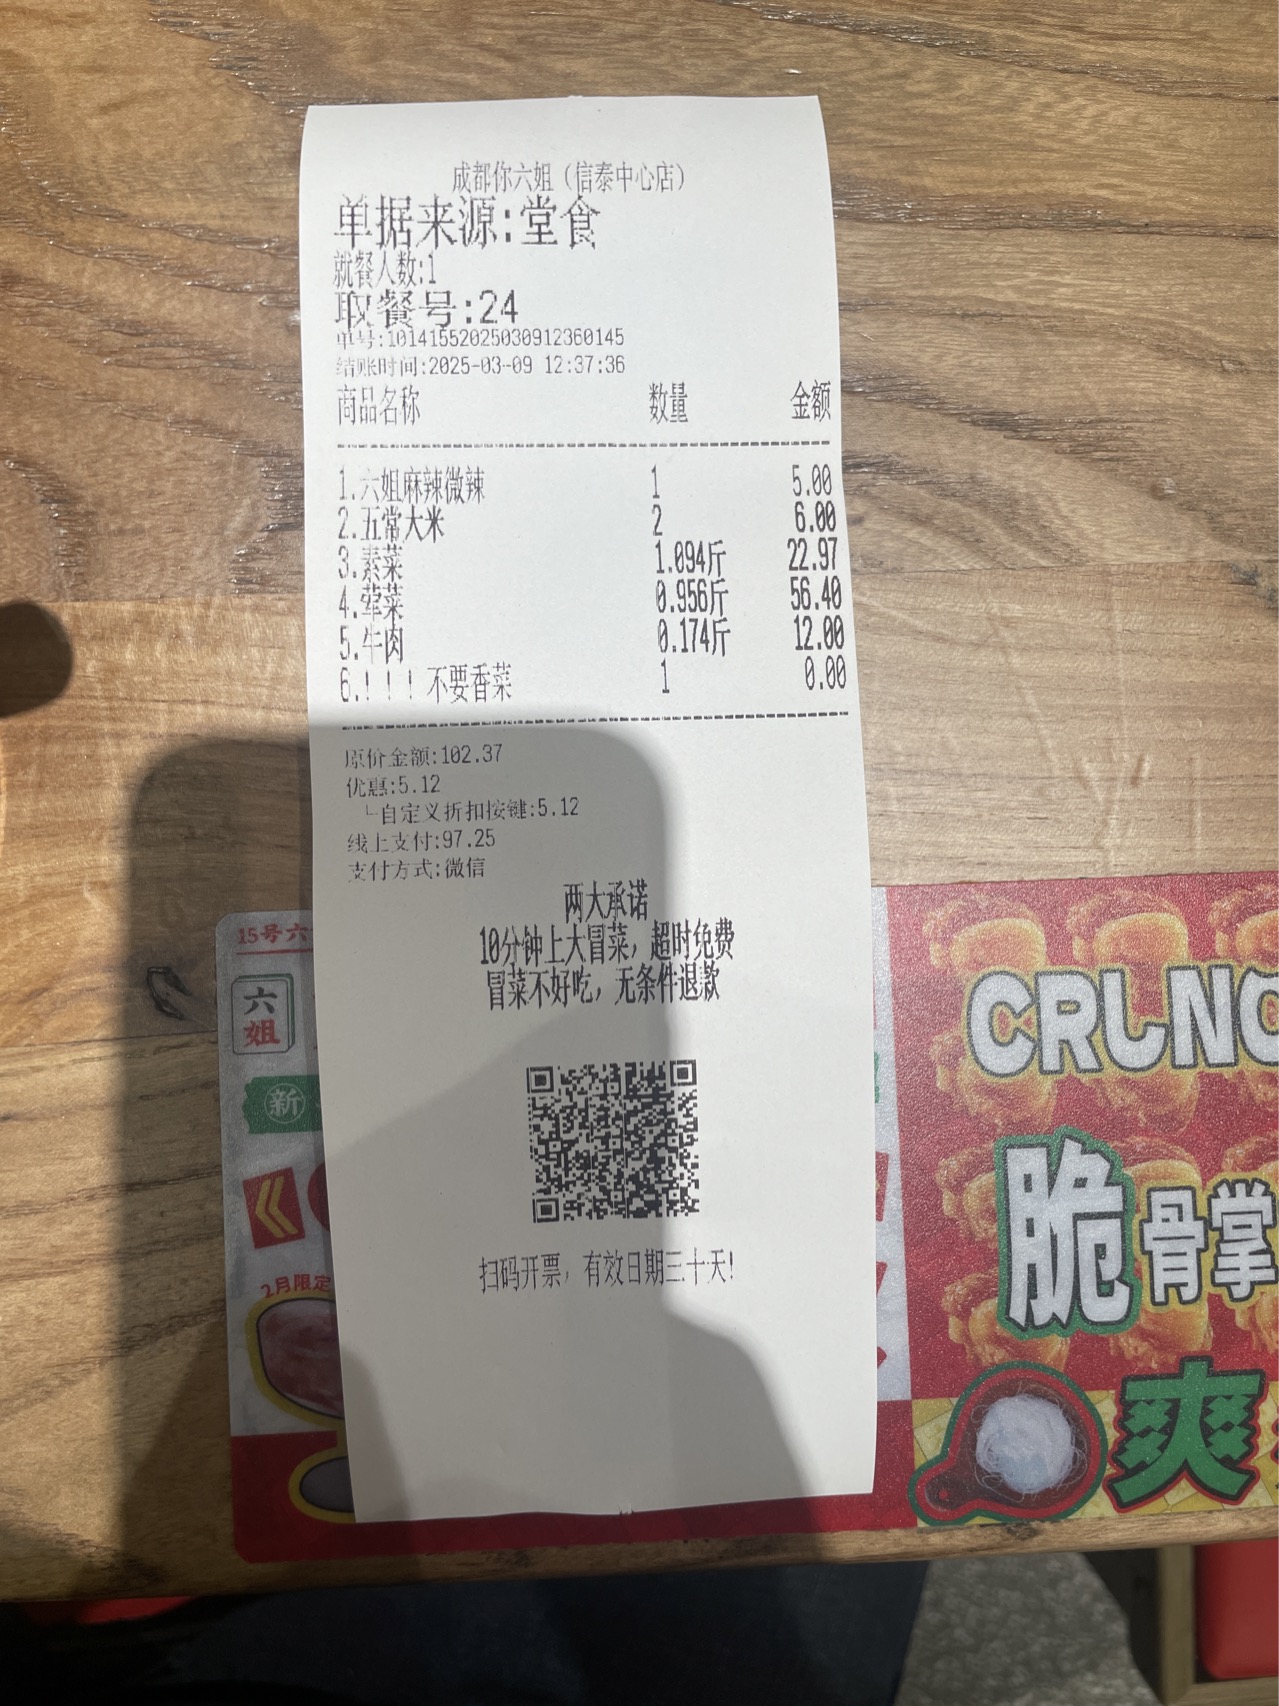 成都你六姐（信泰中心店）
单据来源:堂食
就餐人数:1
取餐号:24
单号:10141552025030912360145
结账时间:2025-03-09 12:37:36
商品名称 数量 金额
1.六姐麻辣微辣 1 5.00
2.五常大米 2 6.00
3.素菜 1.094斤 22.97
4.荤菜 0.956斤 56.40
5.牛肉 0.174斤 12.00
6.！！！不要香菜 1 0.00
原价金额:102.37
优惠:5.12
└自定义折扣按键:5.12
线上支付:97.25
支付方式:微信
两大承诺
10分钟上大冒菜，超时免费
冒菜不好吃，无条件退款
扫码开票，有效日期三十天！
15号六
六姐
新
2月限定
CRUNC
脆骨掌
爽